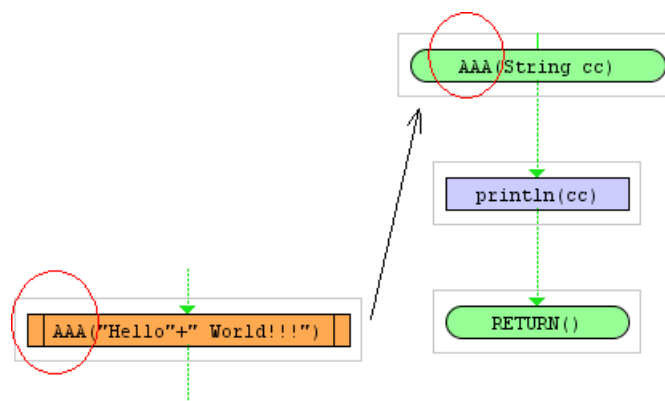 AAA(String cc)
println(cc)
AAA("Hello"+" World!!!")
RETURN()